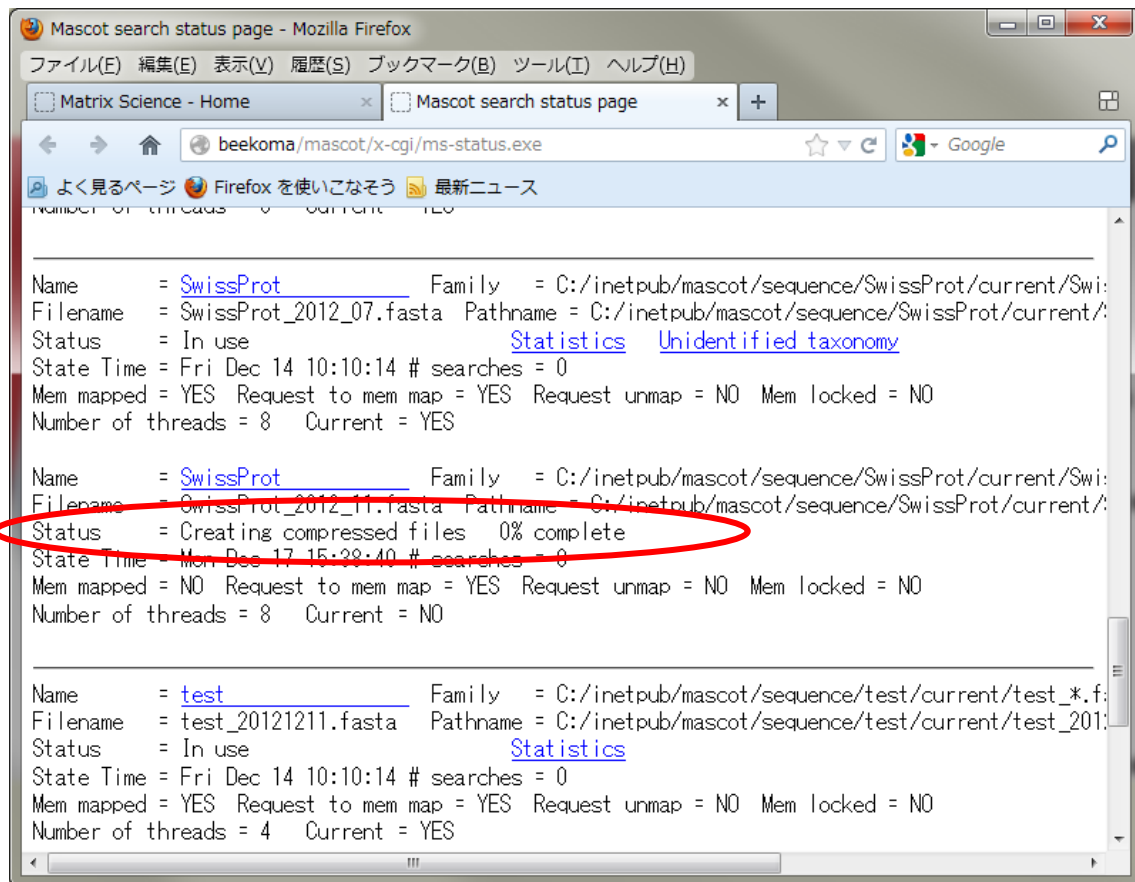 Mascot search status page - Mozilla Firefox
ファイル(F) 編集(E) 表示(V) 履歴(S) ブックマーク(B) ツール(T) ヘルプ(H)
Matrix Science - Home × Mascot search status page × +
beekoma/mascot/x-cgi/ms-status.exe Google
よく見るページ Firefox を使いこなそう 最新ニュース
Number of threads = Current = YES
Name = SwissProt Family = C:/inetpub/mascot/sequence/SwissProt/current/Swi
Filename = SwissProt_2012_07.fasta Pathname = C:/inetpub/mascot/sequence/SwissProt/current/
Status = In use Statistics Unidentified taxonomy
State Time = Fri Dec 14 10:10:14 # searches = 0
Mem mapped = YES Request to mem map = YES Request unmap = NO Mem locked = NO
Number of threads = 8 Current = YES
Name = SwissProt Family = C:/inetpub/mascot/sequence/SwissProt/current/Swi
Filename = SwissProt_2012_11.fasta Pathname = C:/inetpub/mascot/sequence/SwissProt/current/
Status = Creating compressed files 0% complete
State Time = Mon Dec 17 15:38:40 # searches = 0
Mem mapped = NO Request to mem map = YES Request unmap = NO Mem locked = NO
Number of threads = 8 Current = NO
Name = test Family = C:/inetpub/mascot/sequence/test/current/test_*.f
Filename = test_20121211.fasta Pathname = C:/inetpub/mascot/sequence/test/current/test_201
Status = In use Statistics
State Time = Fri Dec 14 10:10:14 # searches = 0
Mem mapped = YES Request to mem map = YES Request unmap = NO Mem locked = NO
Number of threads = 4 Current = YES